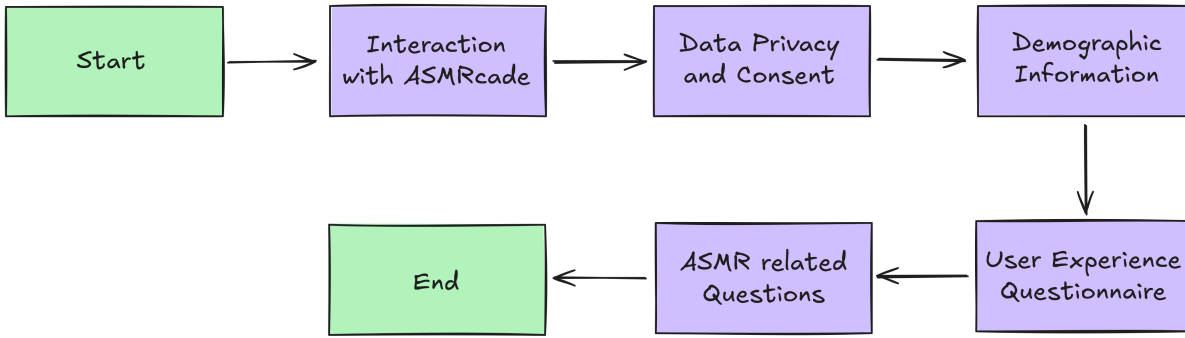 Start
Interaction
with ASMRcade
Data Privacy
and Consent
Demographic
Information
User Experience
Questionnaire
ASMR related
Questions
End